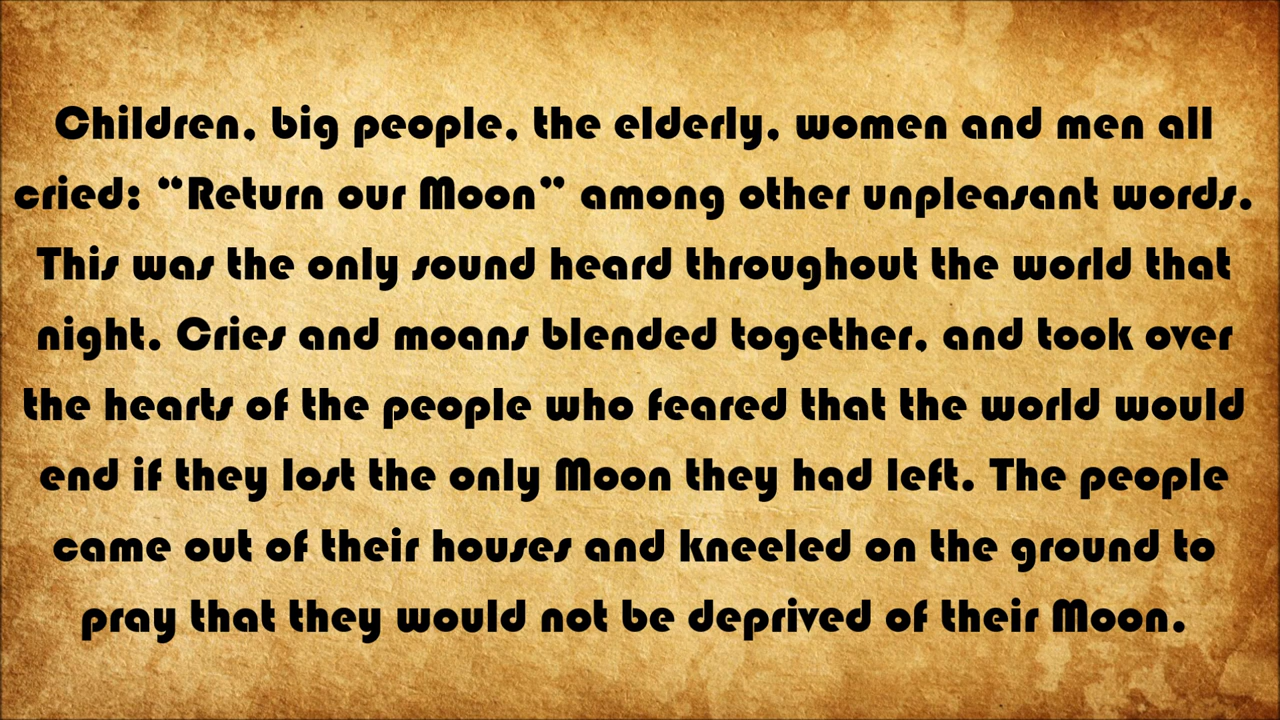 Children, big people, the elderly, women and men all
cried: “Return our Moon” among other unpleasant words.
This was the only sound heard throughout the world that
night. Cries and moans blended together, and took over
the hearts of the people who feared that the world would
end if they lost the only Moon they had left. The people
came out of their houses and kneeled on the ground to
pray that they would not be deprived of their Moon.